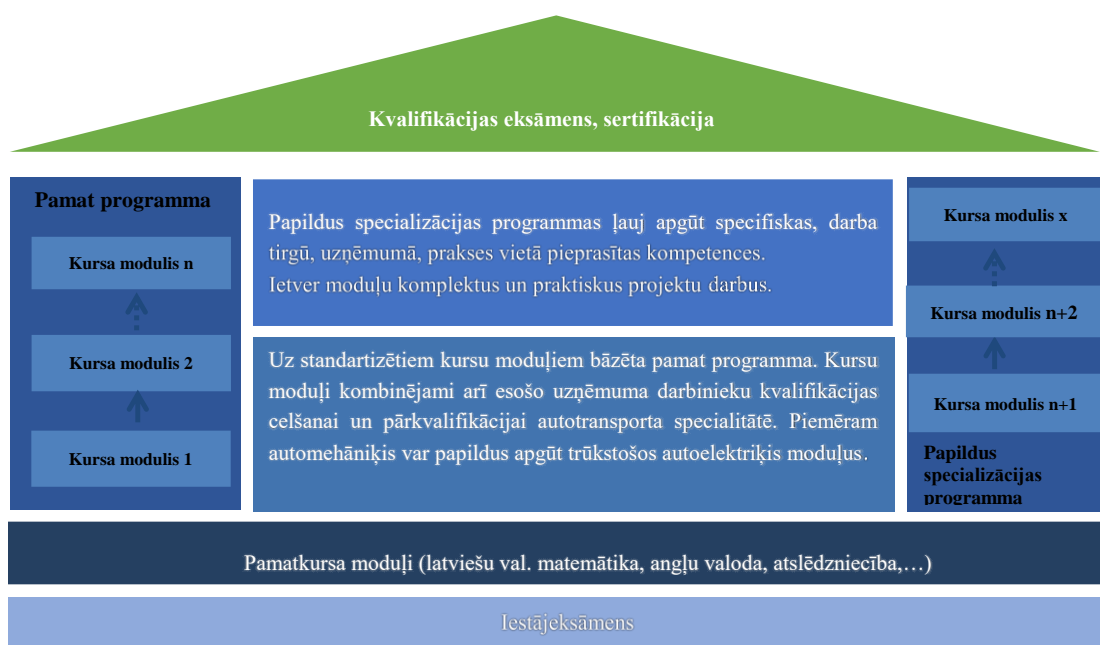 Kvalifikācijas eksāmens, sertifikācija
Pamat programma
Kursa modulis n
Kursa modulis 2
Kursa modulis 1
Papildus specializācijas programmas ļauj apgūt specifiskas, darba
tirgū, uzņēmumā, prakses vietā pieprasītas kompetences.
Ietver moduļu komplektus un praktiskus projektu darbus.
Uz standartizētiem kursu moduļiem bāzēta pamat programma. Kursu
moduļi kombinējami arī esošo uzņēmuma darbinieku kvalifikācijas
celšanai un pārkvalifikācijai autotransporta specialitātē. Piemēram
automehāniķis var papildus apgūt trūkstošos autoelektriķis moduļus.
Kursa modulis x
Kursa modulis n+2
Kursa modulis n+1
Papildus
specializācijas
programma
Pamatkursa moduļi (latviešu val. matemātika, angļu valoda, atslēdzniecība,…)
Iestājeksāmens